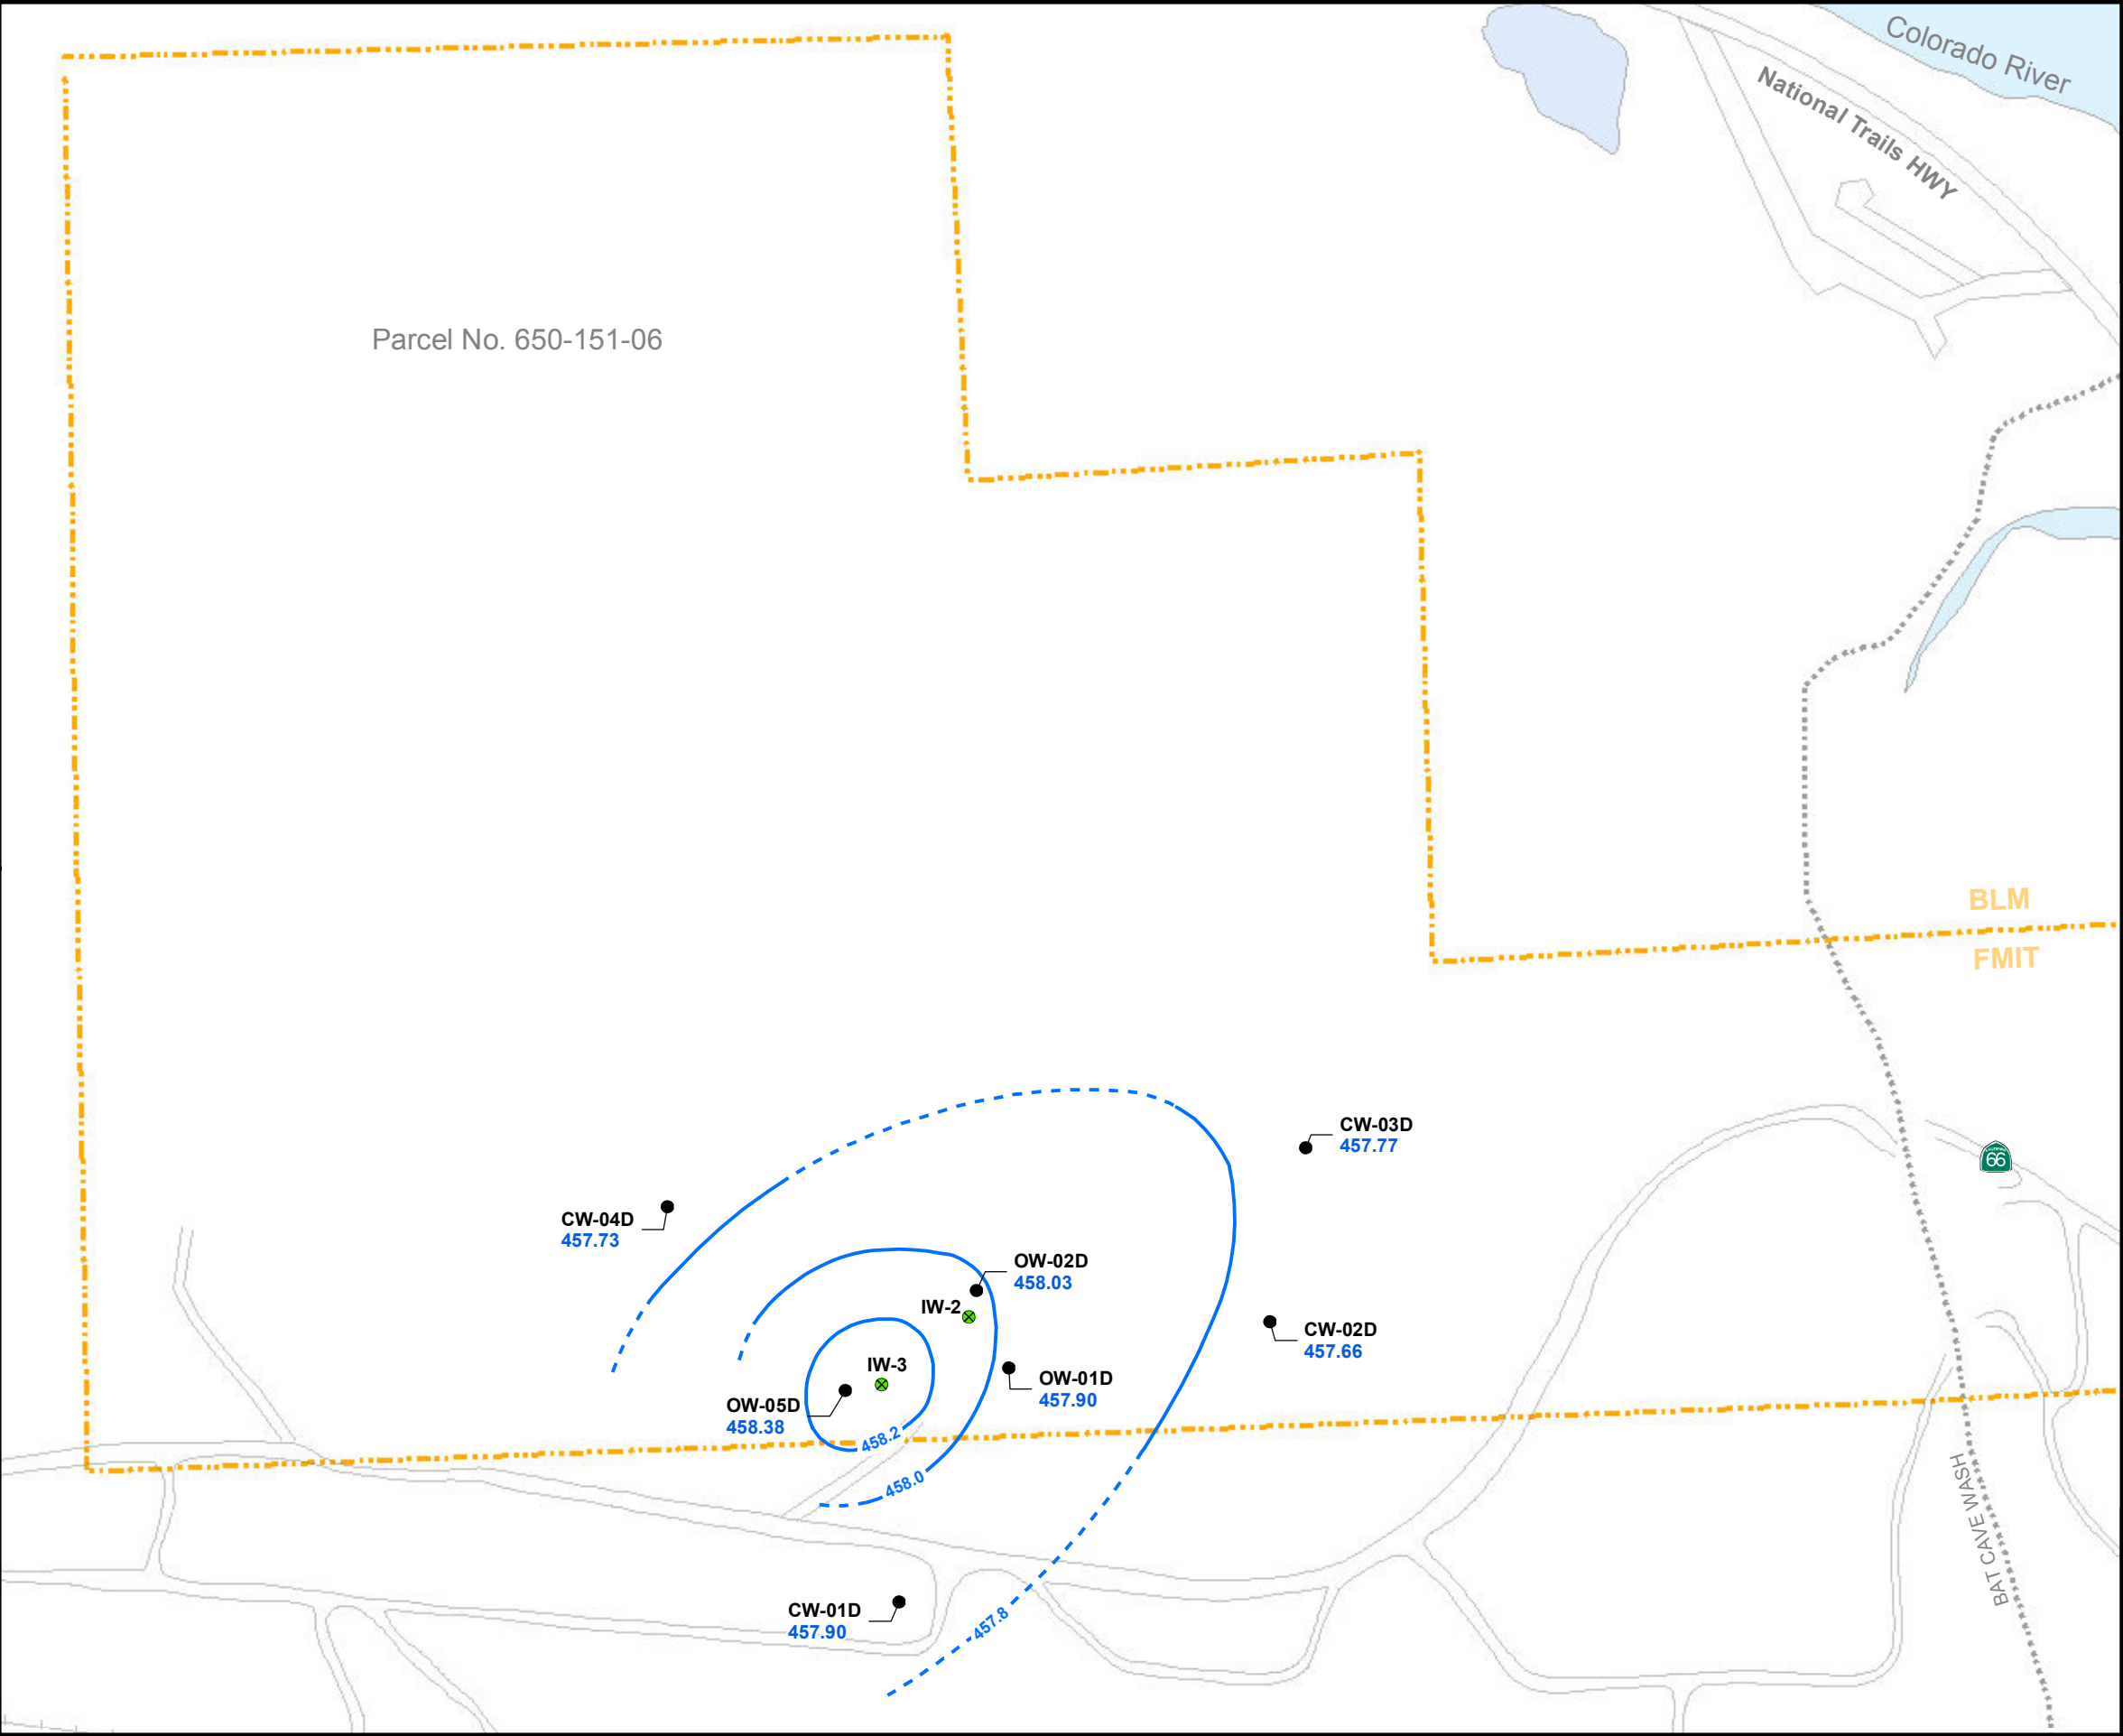 Colorado River
National Trails HWY
Parcel No. 650-151-06
BLM
FMIT
CW-03D
457.77
66
CW-04D
457.73
OW-02D
458.03
IW-2
CW-02D
457.66
IW-3
OW-01D
457.90
OW-05D
458.38
458.2
458.0
BAT CAVE WASH
CW-01D
457.90
457.8